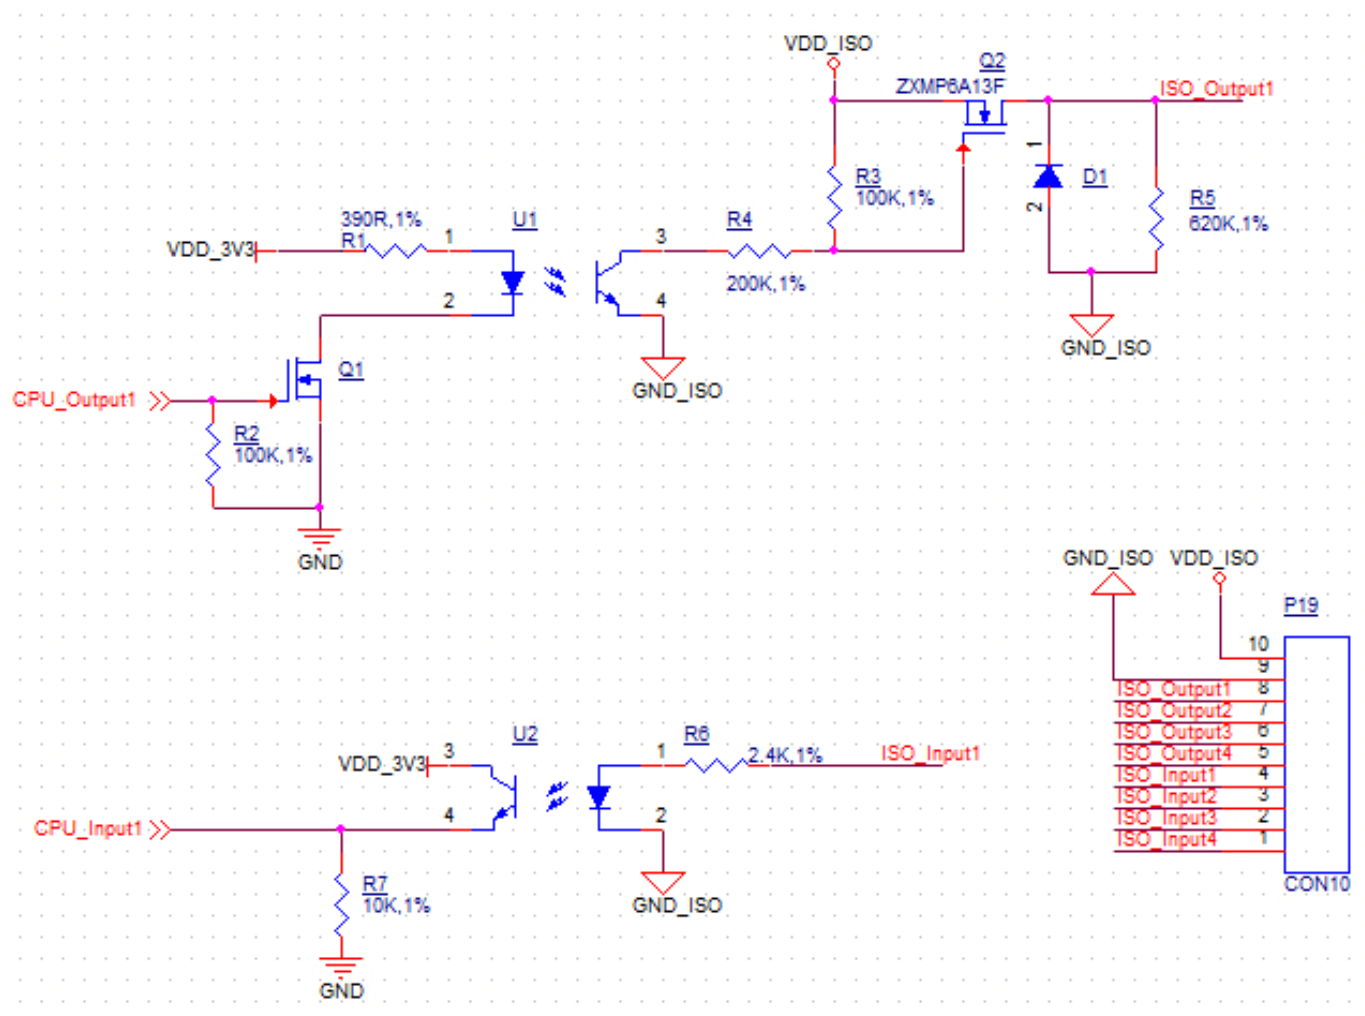 VDD_ISO
Q2
ZXMP6A13F
ISO_Output1
1
D1
2
R3
100K,1%
R5
620K,1%
GND_ISO
390R,1%
R1
VDD_3V3
1
U1
2
3
4
R4
200K,1%
GND_ISO
CPU_Output1
Q1
R2
100K,1%
GND
GND_ISO
VDD_ISO
P19
10
9
ISO_Output1 8
ISO_Output2 7
ISO_Output3 6
ISO_Output4 5
ISO_Input1 4
ISO_Input2 3
ISO_Input3 2
ISO_Input4 1
CON10
VDD_3V3
3
U2
1
R6
2.4K,1%
ISO_Input1
CPU_Input1
4
2
GND_ISO
R7
10K,1%
GND